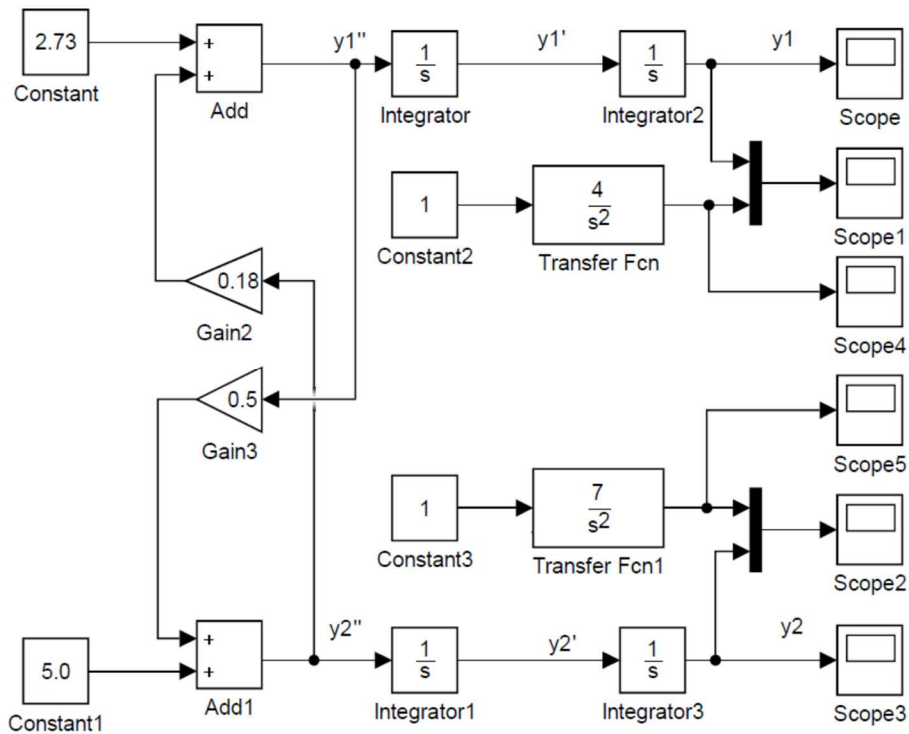 2.73
Constant
+
+
Add
y1''
1
s
Integrator
y1'
1
s
Integrator2
y1
Scope
1
Constant2
4
s2
Transfer Fcn
Scope1
0.18
Gain2
Scope4
0.5
Gain3
Scope5
1
Constant3
7
s2
Transfer Fcn1
Scope2
5.0
Constant1
+
+
Add1
y2''
1
s
Integrator1
y2'
1
s
Integrator3
y2
Scope3